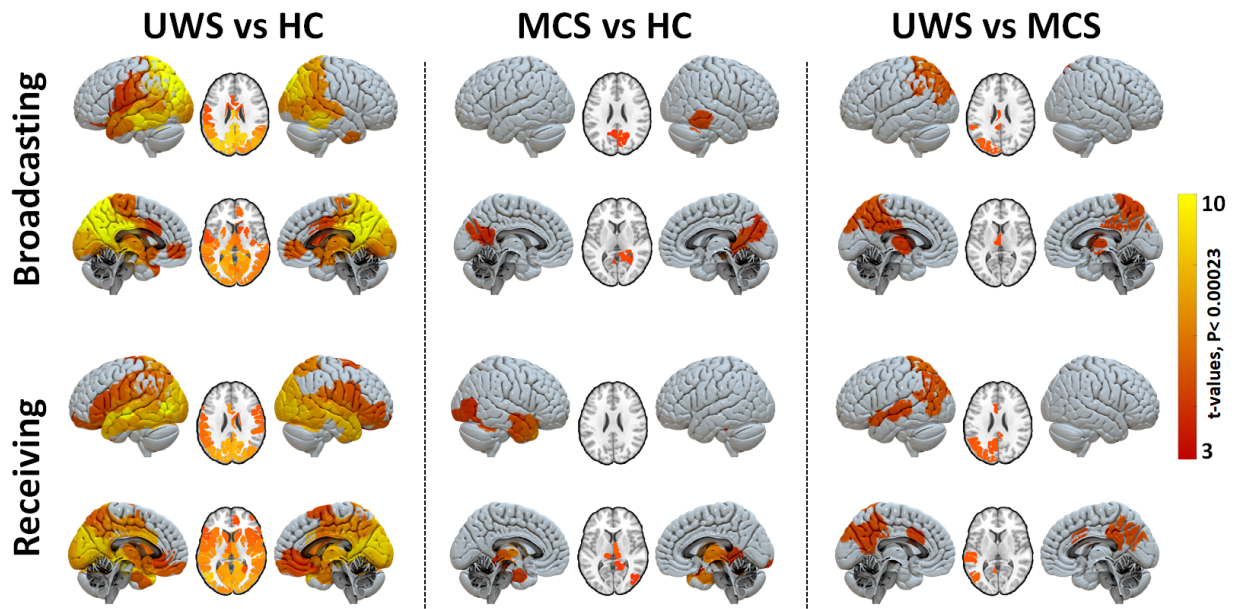 UWS vs HC
MCS vs HC
UWS vs MCS
Broadcasting
Receiving
10
t-values, P< 0.00023
3